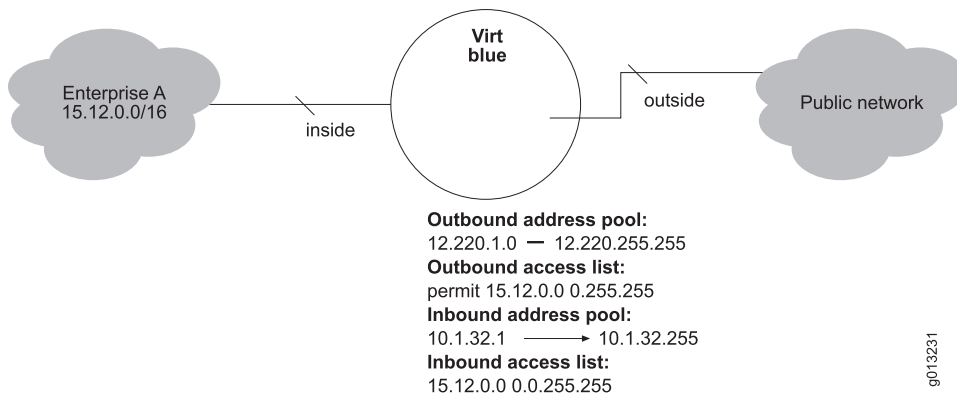 Virt
blue
Enterprise A
15.12.0.0/16
inside
outside
Public network
Outbound address pool:
12.220.1.0 — 12.220.255.255
Outbound access list:
permit 15.12.0.0 0.255.255
Inbound address pool:
10.1.32.1 → 10.1.32.255
Inbound access list:
15.12.0.0 0.0.255.255
g013231